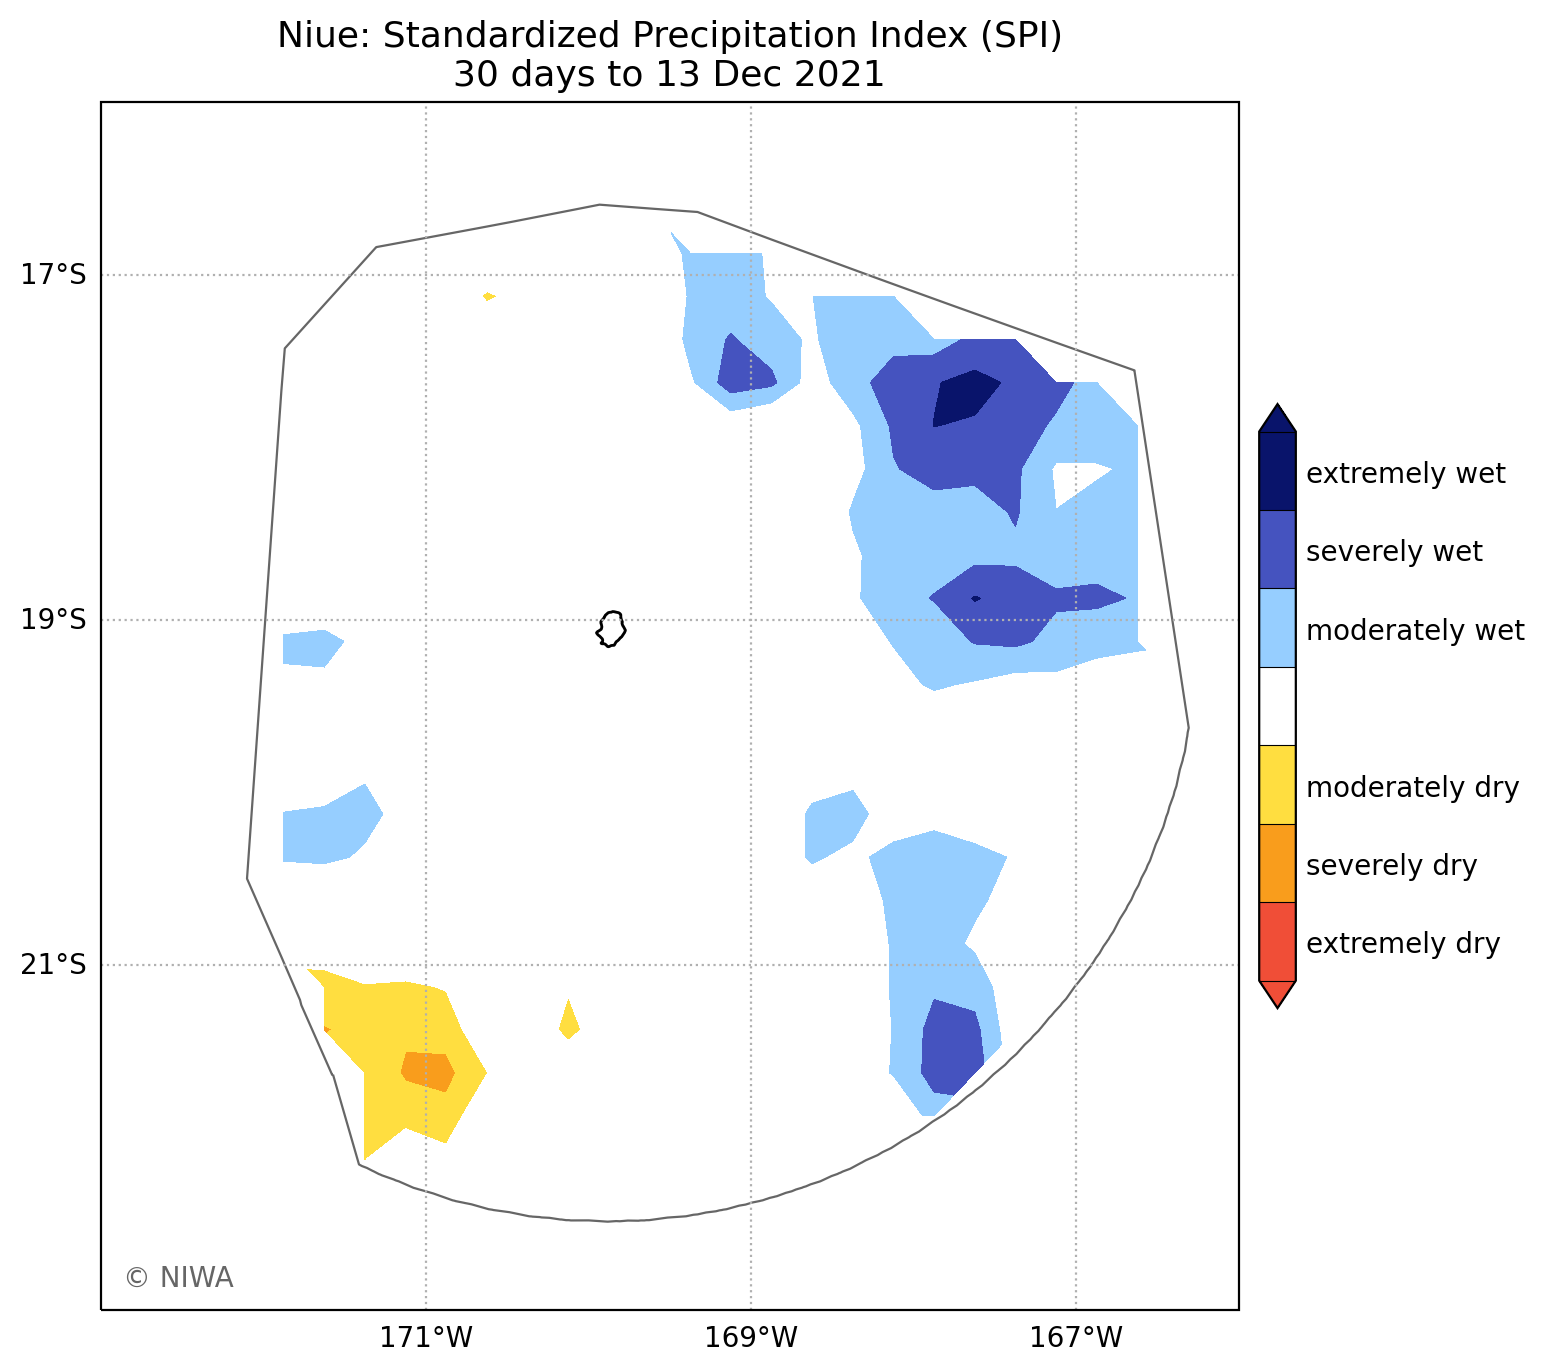 Niue: Standardized Precipitation Index (SPI)
30 days to 13 Dec 2021
17°S
19°S
21°S
171°W
169°W
167°W
extremely wet
severely wet
moderately wet
moderately dry
severely dry
extremely dry
© NIWA